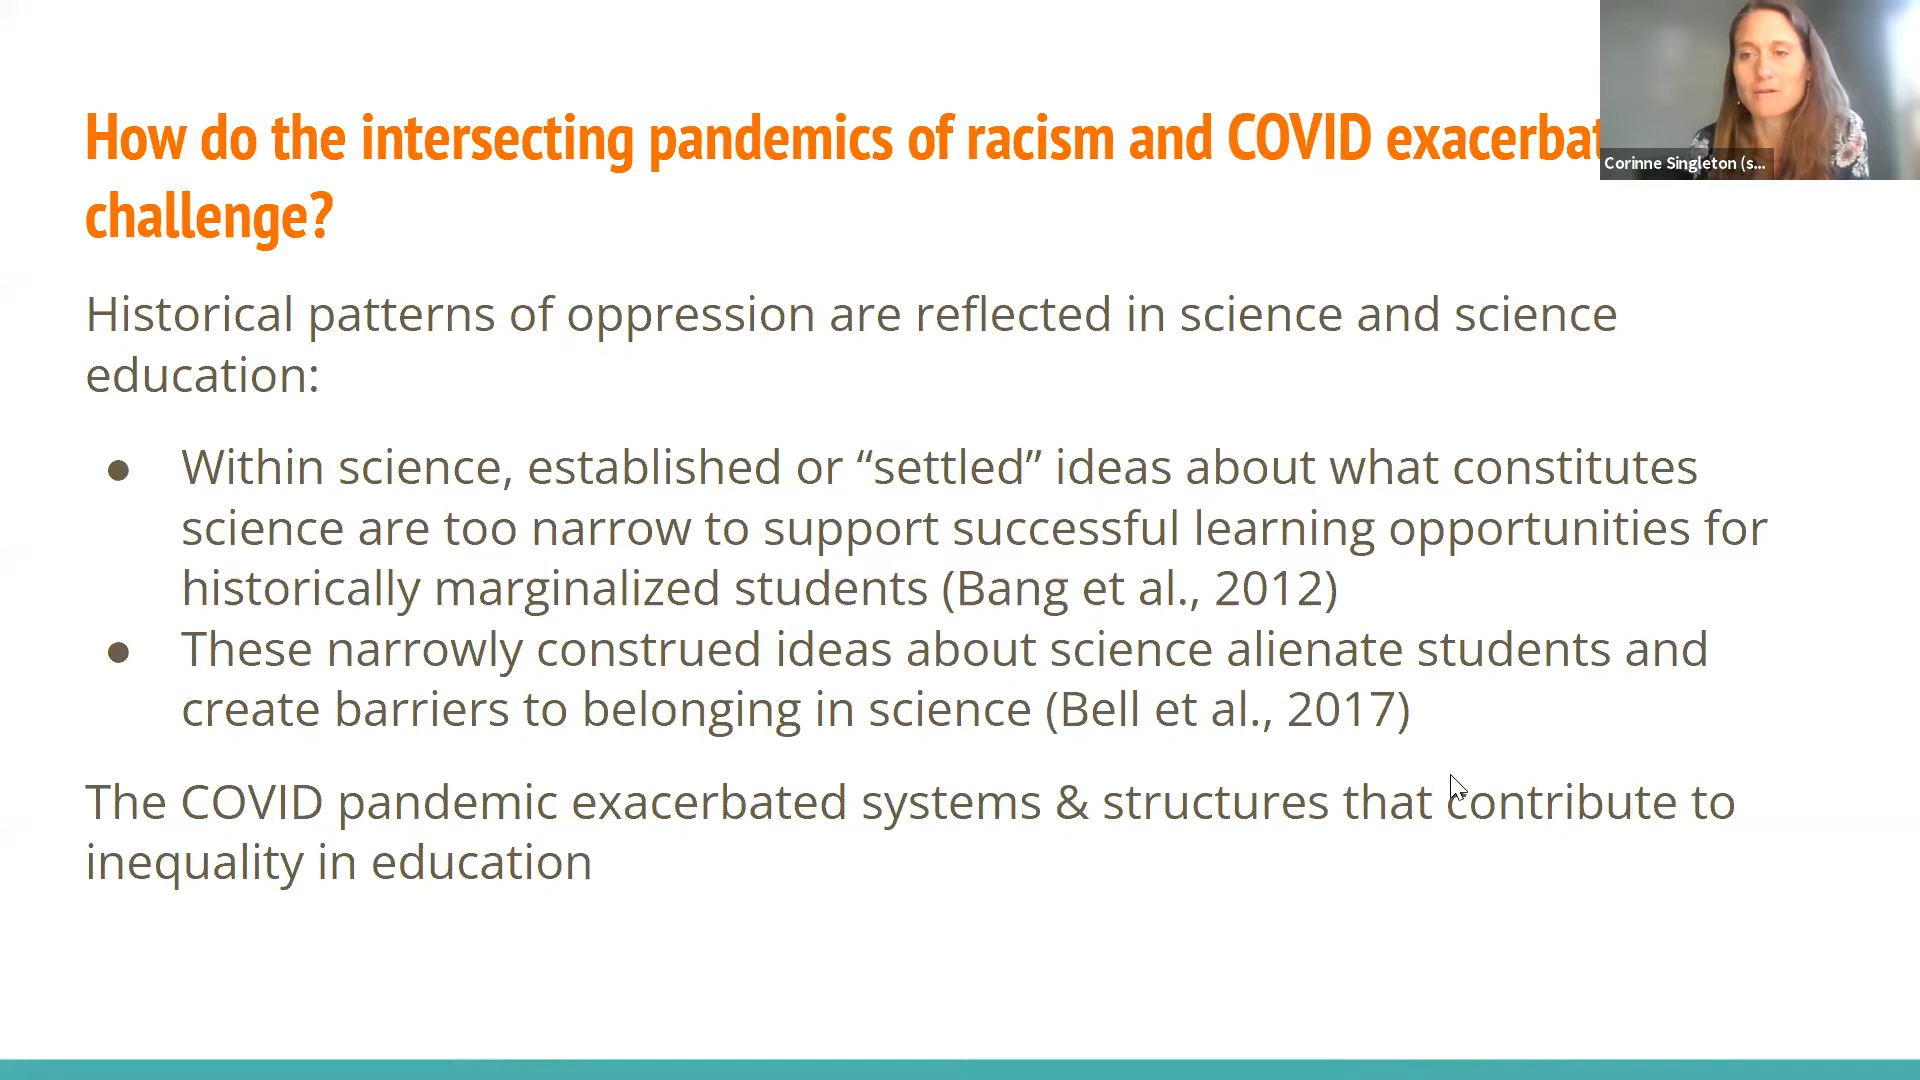 How do the intersecting pandemics of racism and COVID exacerbat
challenge?
Corinne Singleton (s...
Historical patterns of oppression are reflected in science and science
education:
● Within science, established or “settled” ideas about what constitutes
science are too narrow to support successful learning opportunities for
historically marginalized students (Bang et al., 2012)
● These narrowly construed ideas about science alienate students and
create barriers to belonging in science (Bell et al., 2017)
The COVID pandemic exacerbated systems & structures that contribute to
inequality in education